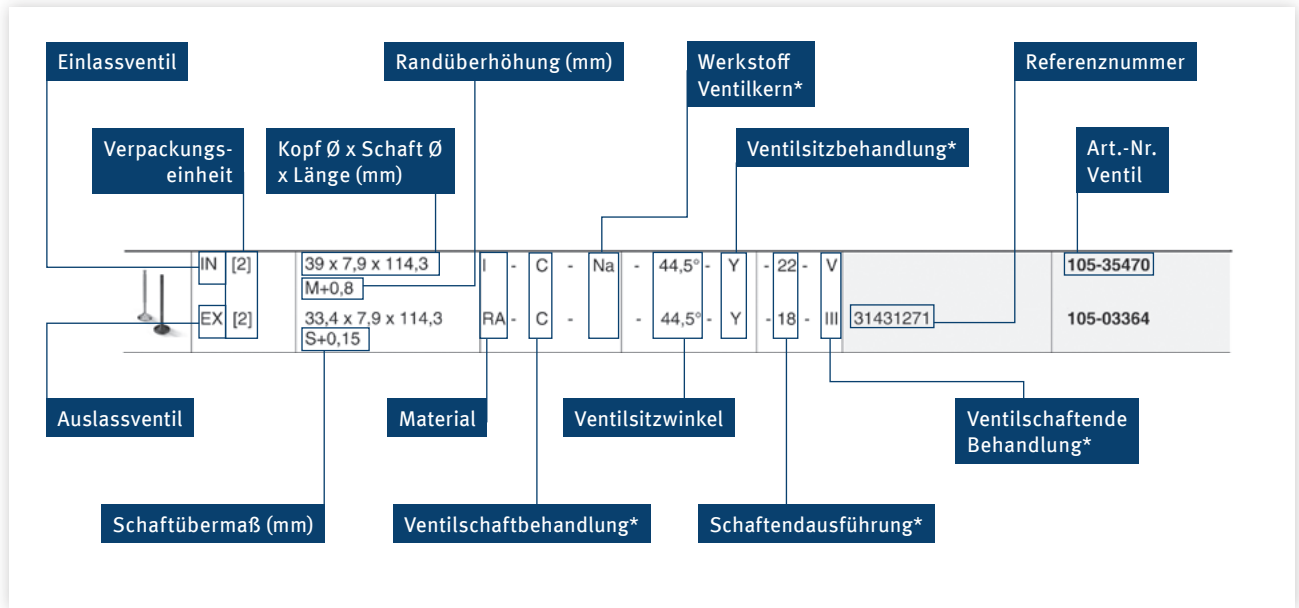 Einlassventil
Randüberhöhung (mm)
Werkstoff
Ventilkern*
Referenznummer
Verpackungs-
einheit
Kopf Ø x Schaft Ø
x Länge (mm)
Ventilsitzbehandlung*
Art.-Nr.
Ventil
IN [2] 39 x 7,9 x 114,3 I - C - Na - 44,5° - Y - 22 - V 105-35470
M+0,8
EX [2] 33,4 x 7,9 x 114,3 RA - C - - 44,5° - Y - 18 - III 31431271 105-03364
S+0,15
Auslassventil
Material
Ventilsitzwinkel
Ventilschaftende
Behandlung*
Schaftübermaß (mm)
Ventilschaftbehandlung*
Schaftendausführung*